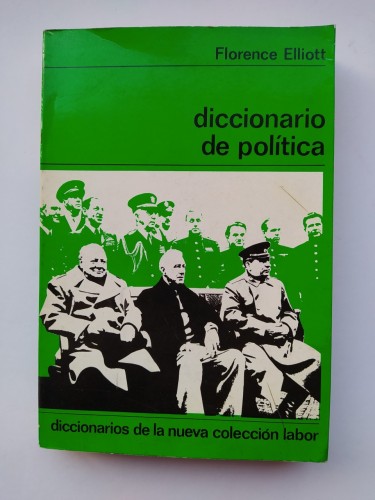 Florence Elliott
diccionario
de política
diccionarios de la nueva colección labor